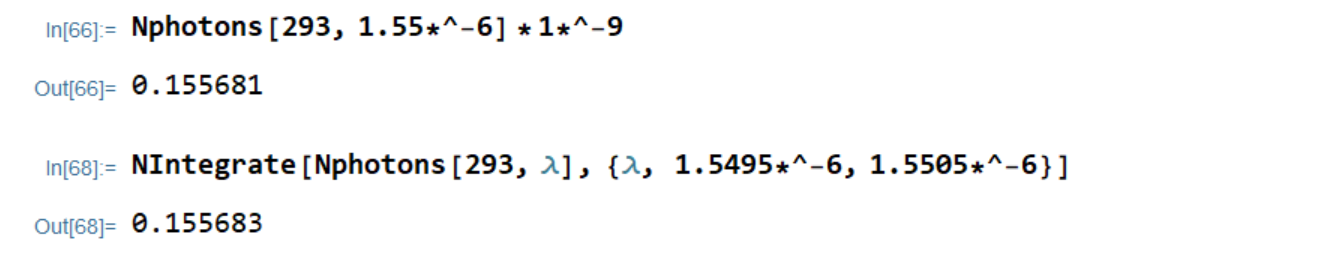 In[66]:= Nphotons[293, 1.55*^-6] *1*^-9
Out[66]= 0.155681
In[68]:= NIntegrate[Nphotons[293, λ], {λ, 1.5495*^-6, 1.5505*^-6}]
Out[68]= 0.155683